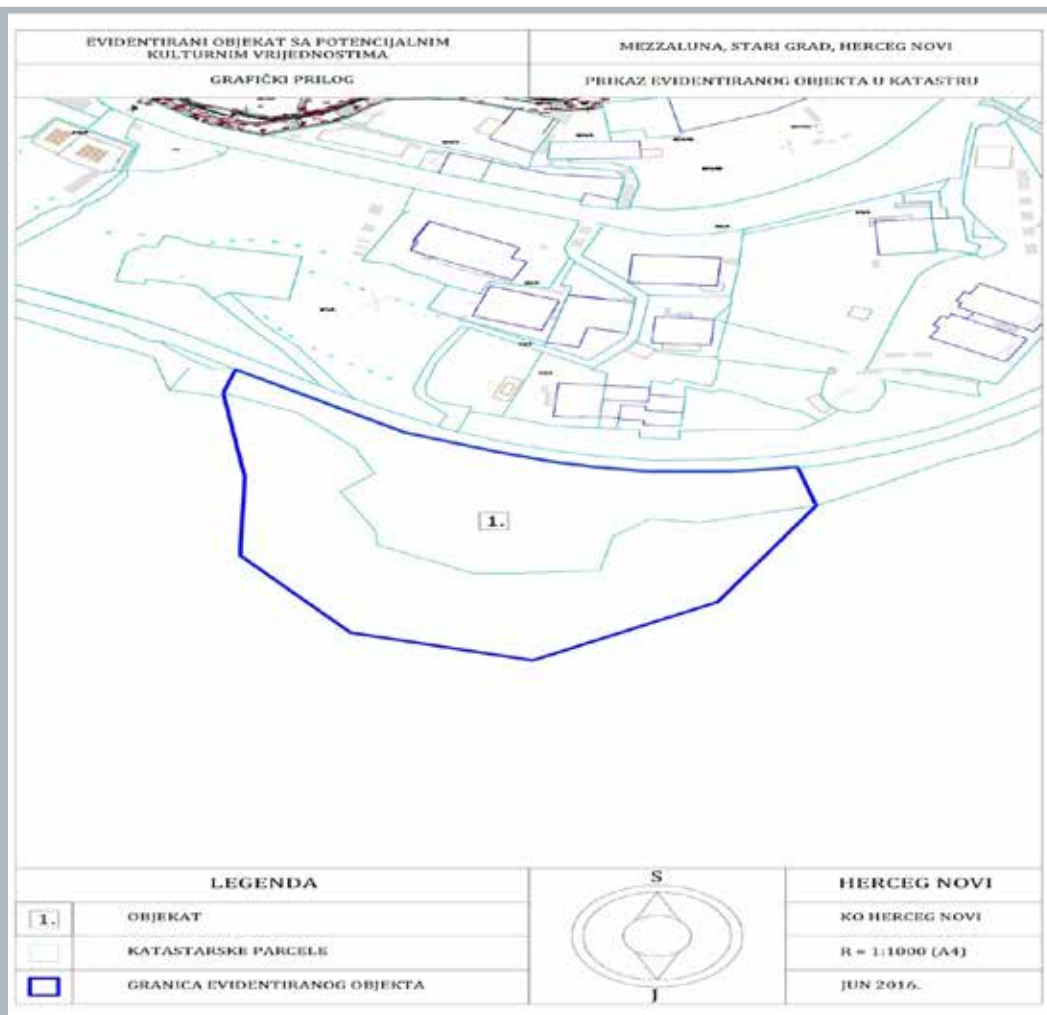 EVIDENTIRANI OBJEKAT SA POTENCIJALNIM
KULTURNIM VRIJEDNOSTIMA
MEZZALUNA, STARI GRAD, HERCEG NOVI
GRAFIČKI PRILOG
PRIKAZ EVIDENTIRANOG OBJEKTA U KATASTRU
1.
LEGENDA
1.
OBJEKAT
KATASTARSKE PARCELE
GRANICA EVIDENTIRANOG OBJEKTA
S
J
HERCEG NOVI
KO HERCEG NOVI
R = 1:1000 (A4)
JUN 2016.